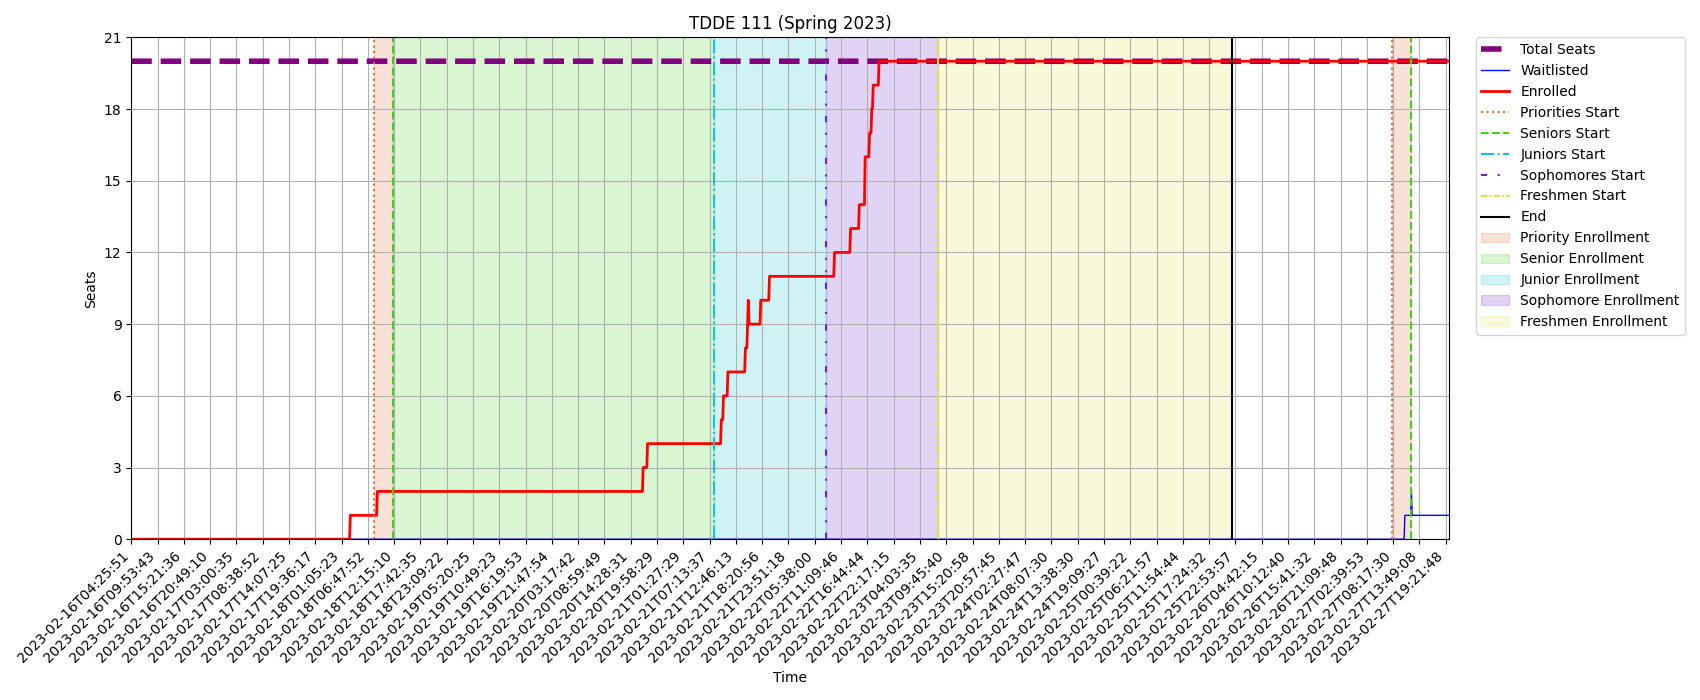 TDDE 111 (Spring 2023)
21
18
15
12
9
6
3
0
Seats
2023-02-16T04:25:51
2023-02-16T09:53:43
2023-02-16T15:21:36
2023-02-16T20:49:10
2023-02-17T03:00:35
2023-02-17T08:38:52
2023-02-17T14:07:25
2023-02-17T19:36:17
2023-02-18T01:05:23
2023-02-18T06:47:52
2023-02-18T12:15:10
2023-02-18T17:42:35
2023-02-18T23:09:22
2023-02-19T05:20:25
2023-02-19T10:49:23
2023-02-19T16:19:53
2023-02-19T21:47:54
2023-02-20T03:17:42
2023-02-20T08:59:49
2023-02-20T14:28:31
2023-02-20T19:58:29
2023-02-21T01:27:29
2023-02-21T07:13:37
2023-02-21T12:46:13
2023-02-21T18:20:56
2023-02-21T23:51:18
2023-02-22T05:38:00
2023-02-22T11:09:46
2023-02-22T16:44:44
2023-02-22T22:17:15
2023-02-23T04:03:35
2023-02-23T09:45:40
2023-02-23T15:20:58
2023-02-23T20:57:45
2023-02-24T02:27:47
2023-02-24T08:07:30
2023-02-24T13:38:30
2023-02-24T19:09:27
2023-02-25T00:39:22
2023-02-25T06:21:57
2023-02-25T11:54:44
2023-02-25T17:24:32
2023-02-25T22:53:57
2023-02-26T04:42:15
2023-02-26T10:12:40
2023-02-26T15:41:32
2023-02-26T21:09:48
2023-02-27T02:39:53
2023-02-27T08:17:30
2023-02-27T13:49:08
2023-02-27T19:21:48
Time
Total Seats
Waitlisted
Enrolled
Priorities Start
Seniors Start
Juniors Start
Sophomores Start
Freshmen Start
End
Priority Enrollment
Senior Enrollment
Junior Enrollment
Sophomore Enrollment
Freshmen Enrollment